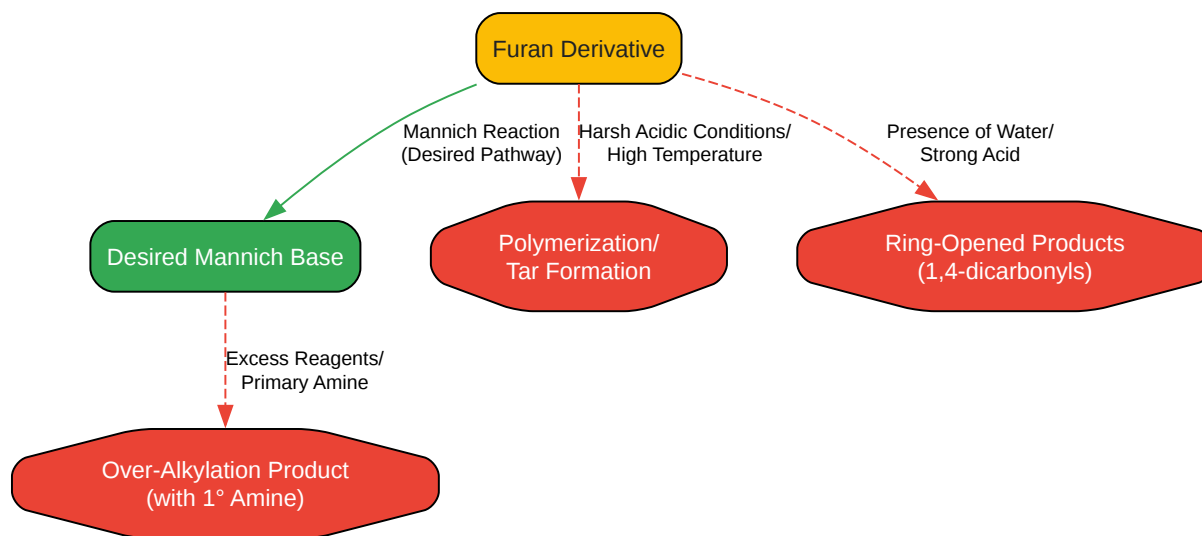 Furan Derivative
Mannich Reaction
(Desired Pathway)
Harsh Acidic Conditions/
High Temperature
Presence of Water/
Strong Acid
Desired Mannich Base
Polymerization/
Tar Formation
Ring-Opened Products
(1,4-dicarbonyls)
Excess Reagents/
Primary Amine
Over-Alkylation Product
(with 1° Amine)